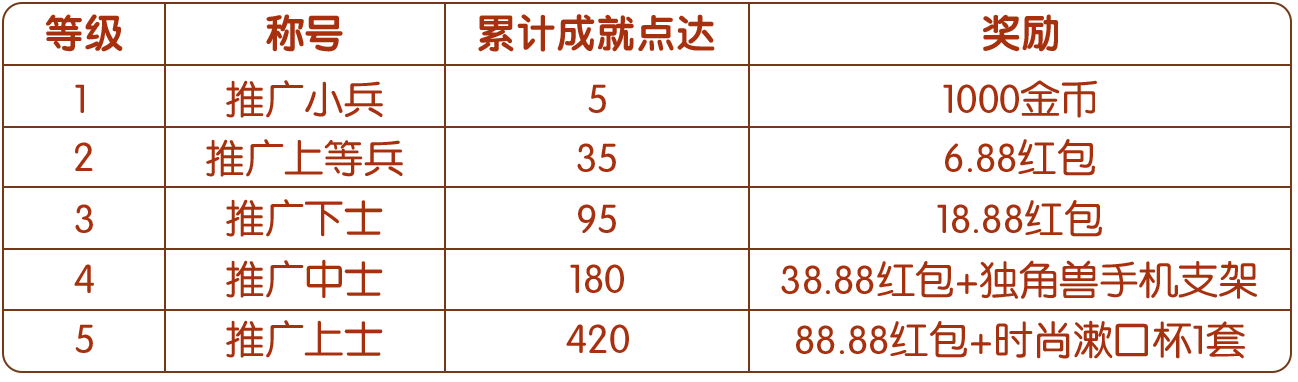 等级 称号 累计成就点达 奖励
1 推广小兵 5 1000金币
2 推广上等兵 35 6.88红包
3 推广下士 95 18.88红包
4 推广中士 180 38.88红包+独角兽手机支架
5 推广上士 420 88.88红包+时尚漱口杯1套